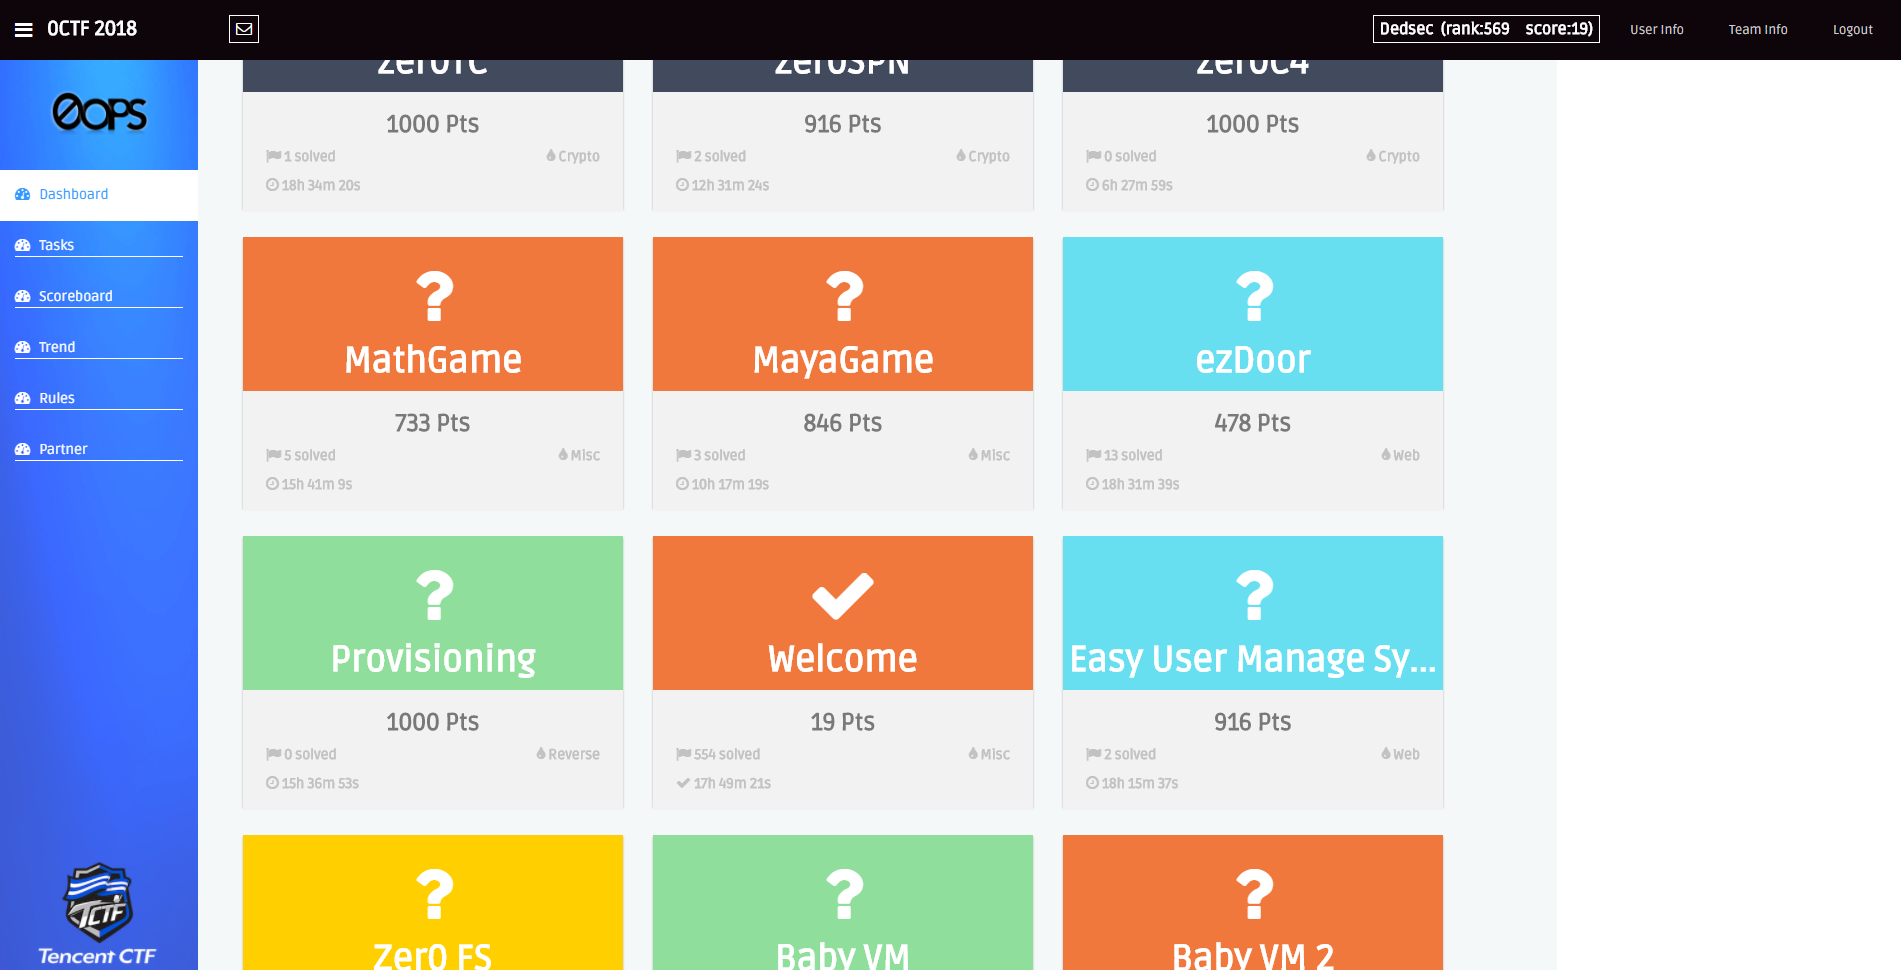 0CTF 2018
Dedsec (rank:569 score:19)
User Info
Team Info
Logout
0OPS
Dashboard
Tasks
Scoreboard
Trend
Rules
Partner
TCTF
Tencent CTF
zer0TC
zer0SPN
zer0C4
1000 Pts
916 Pts
1000 Pts
1 solved
Crypto
2 solved
Crypto
0 solved
Crypto
18h 34m 20s
12h 31m 24s
6h 27m 59s
?
?
?
MathGame
MayaGame
ezDoor
733 Pts
846 Pts
478 Pts
5 solved
Misc
3 solved
Misc
13 solved
Web
15h 41m 9s
10h 17m 19s
18h 31m 39s
?
?
Provisioning
Welcome
Easy User Manage Sy...
1000 Pts
19 Pts
916 Pts
0 solved
Reverse
554 solved
Misc
2 solved
Web
15h 36m 53s
17h 49m 21s
18h 15m 37s
?
?
?
Zer0 FS
Baby VM
Baby VM 2